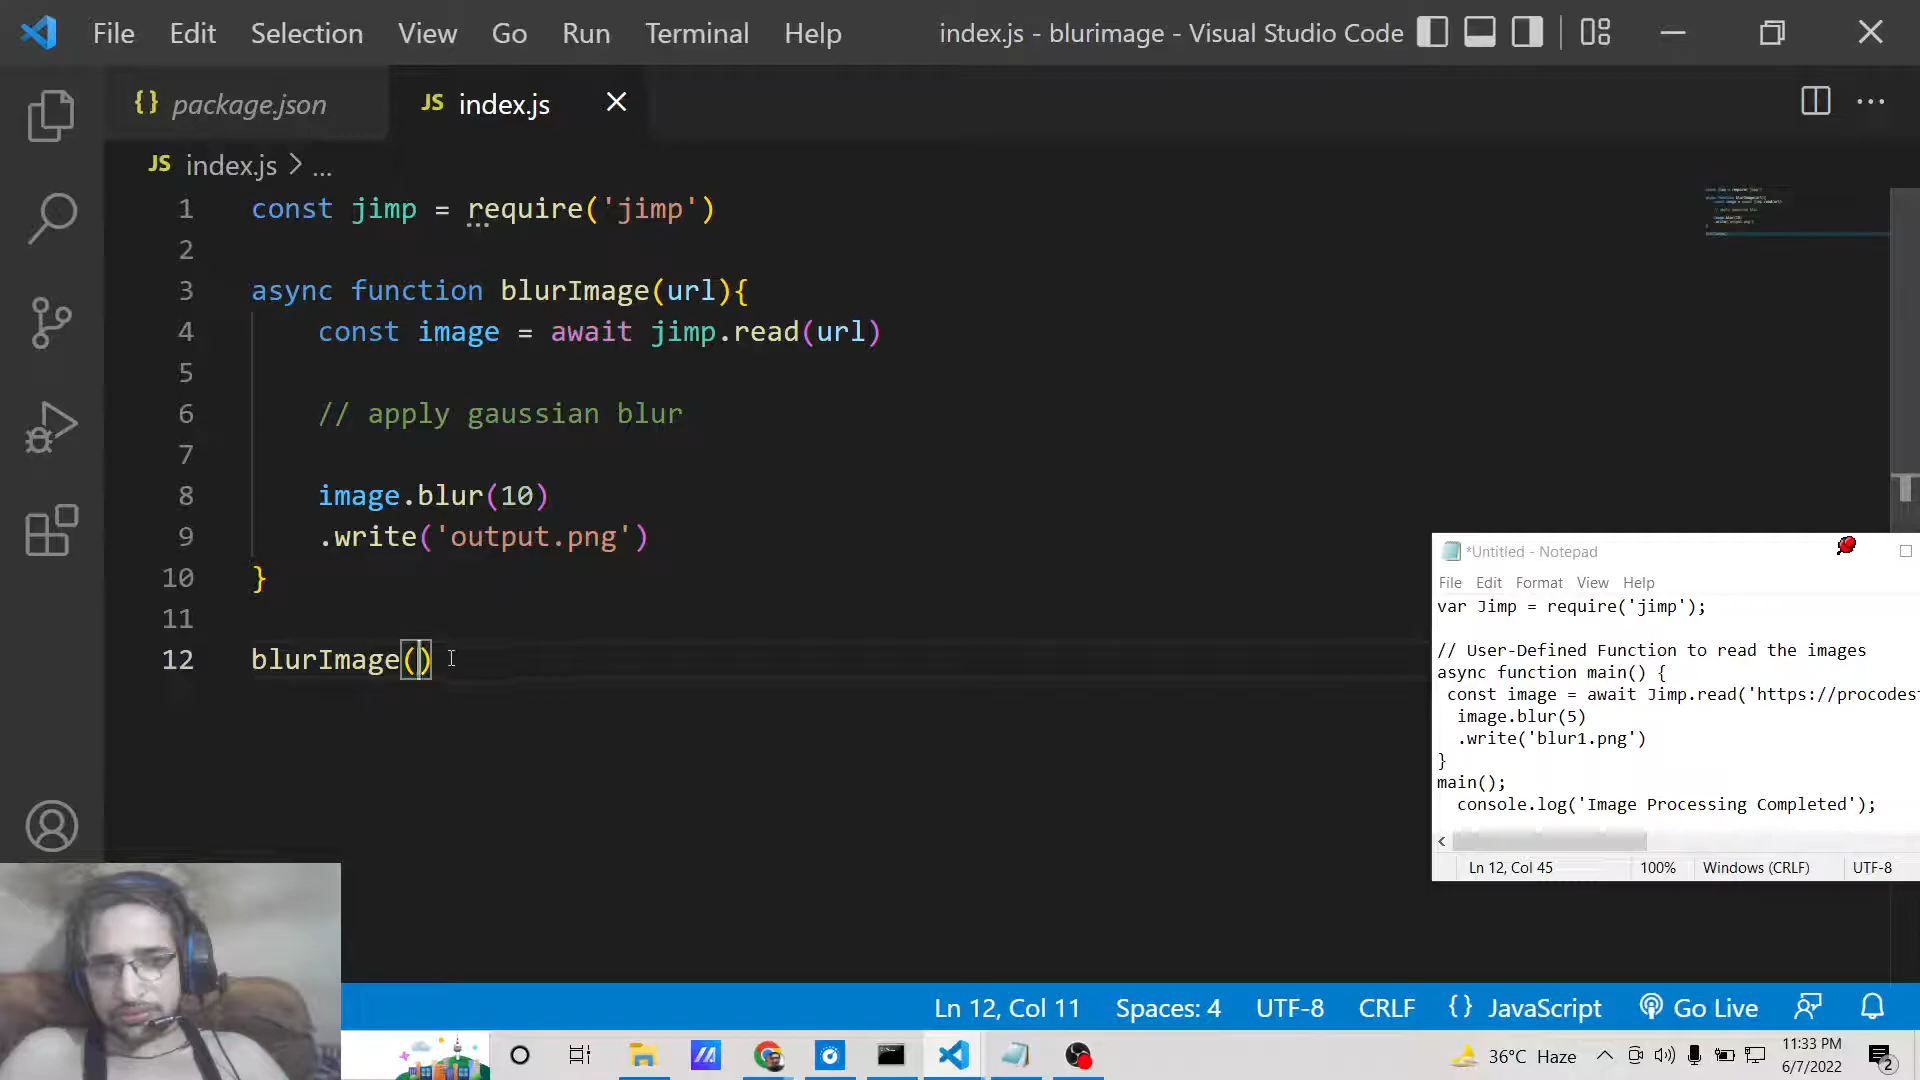 File Edit Selection View Go Run Terminal Help index.js - blurimage - Visual Studio Code
{} package.json JS index.js
JS index.js > ...
1 const jimp = require('jimp')
2
3 async function blurImage(url){
4 const image = await jimp.read(url)
5
6 // apply gaussian blur
7
8 image.blur(10)
9 .write('output.png')
10 }
11
12 blurImage()
*Untitled - Notepad
File Edit Format View Help
var Jimp = require('jimp');
// User-Defined Function to read the images
async function main() {
const image = await Jimp.read('https://procodest
image.blur(5)
.write('blur1.png')
}
main();
console.log('Image Processing Completed');
Ln 12, Col 45 100% Windows (CRLF) UTF-8
Ln 12, Col 11 Spaces: 4 UTF-8 CRLF {} JavaScript Go Live
36°C Haze 11:33 PM
6/7/2022
2